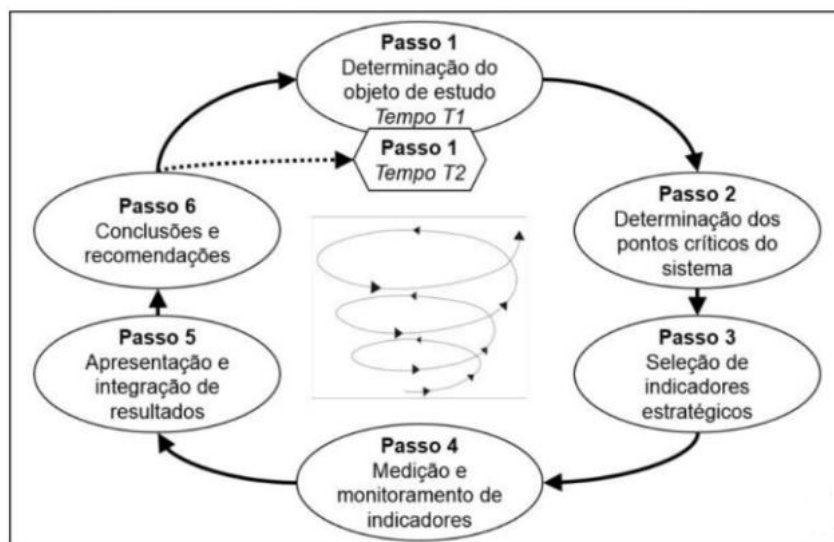 Passo 1
Determinação do
objeto de estudo
Tempo T1
Passo 1
Tempo T2
Passo 2
Determinação dos
pontos críticos do
sistema
Passo 3
Seleção de
indicadores
estratégicos
Passo 4
Medição e
monitoramento de
indicadores
Passo 5
Apresentação e
integração de
resultados
Passo 6
Conclusões e
recomendações